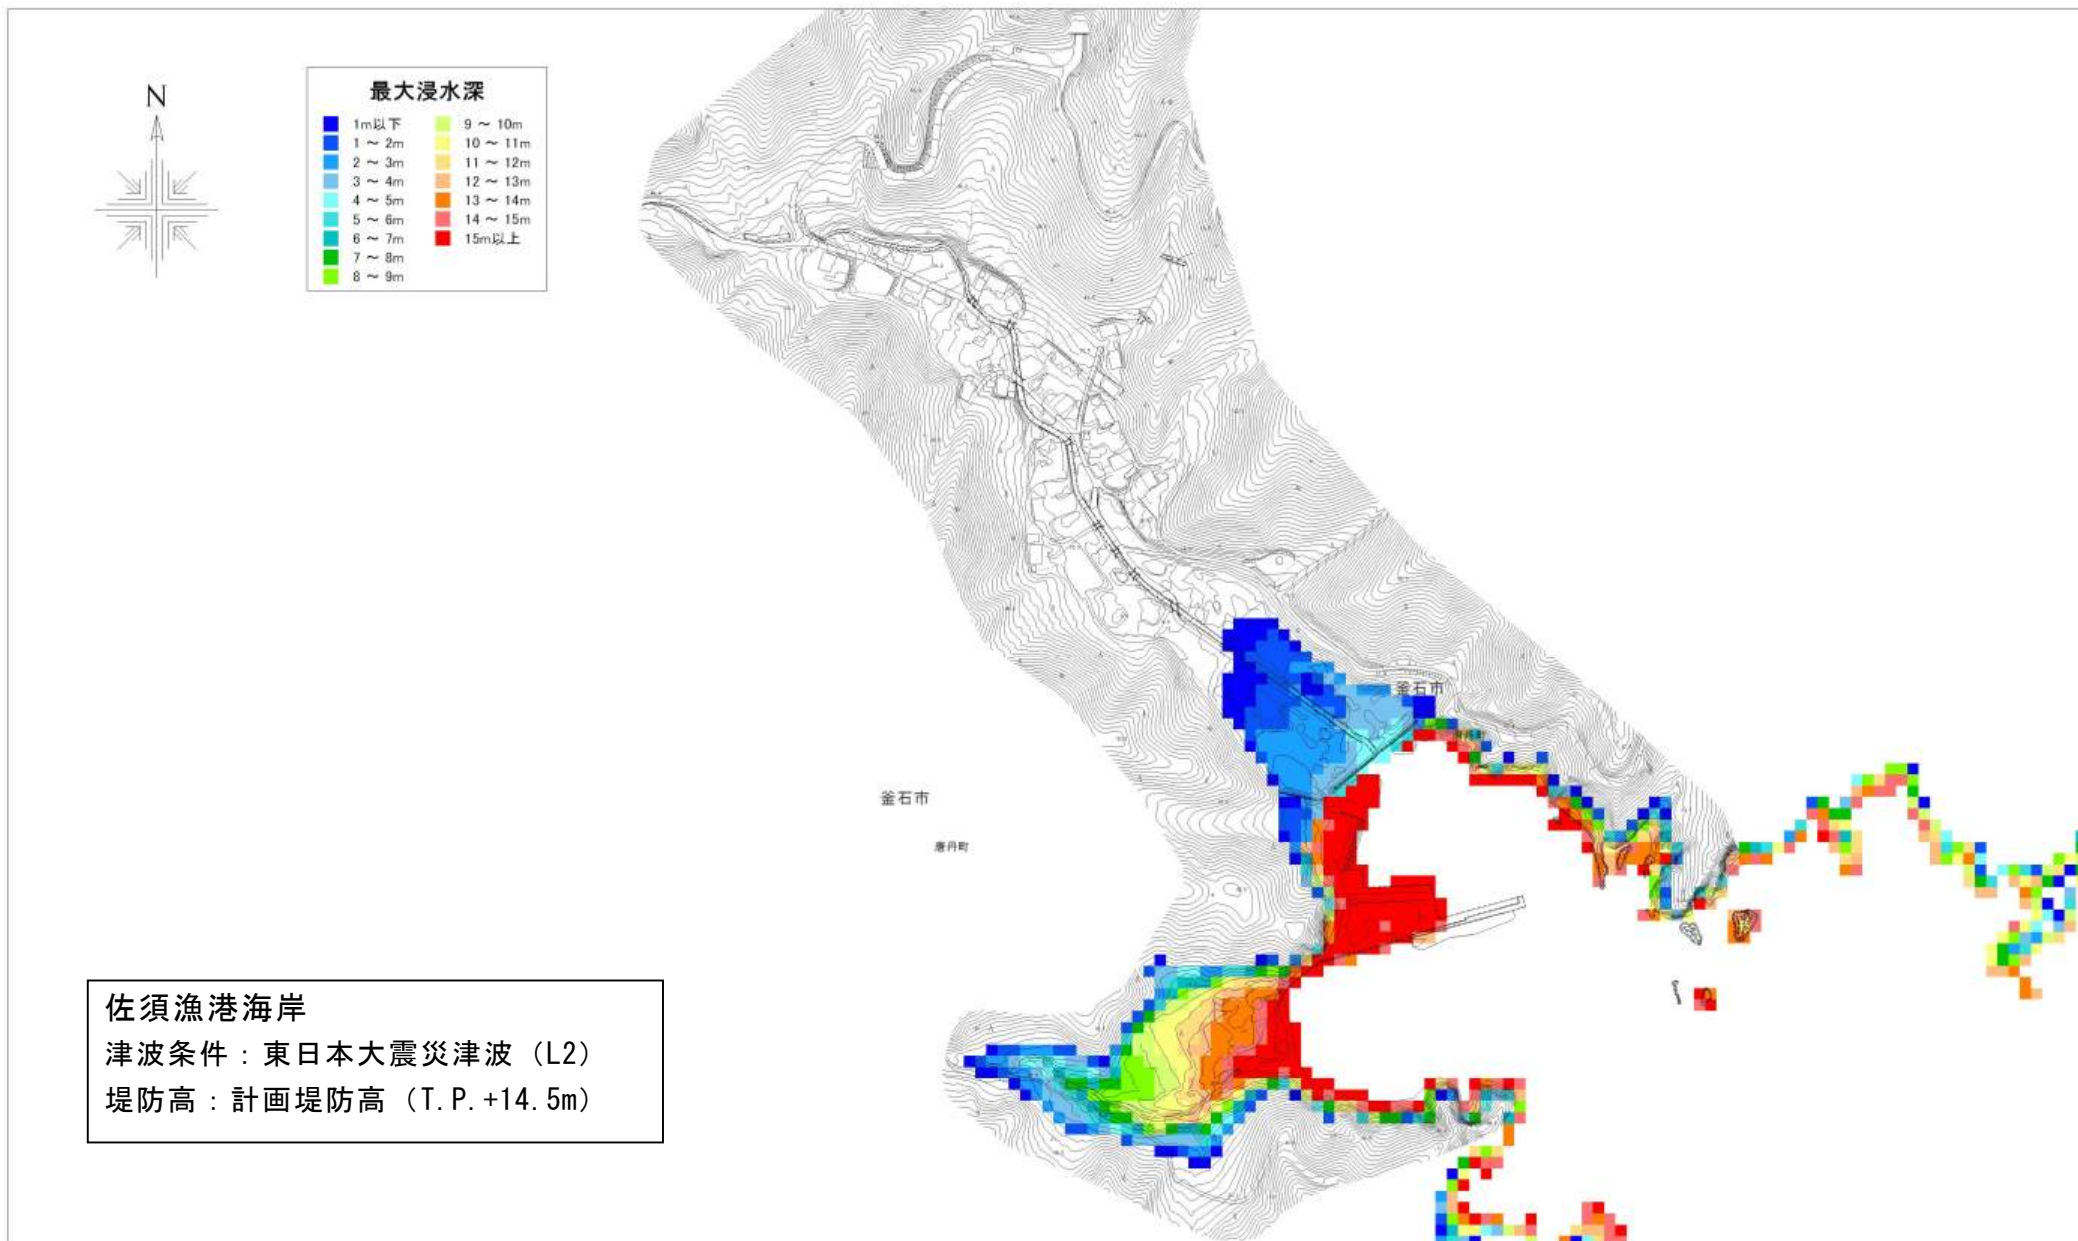 N
最大浸水深
1m以下
1 ～ 2m
2 ～ 3m
3 ～ 4m
4 ～ 5m
5 ～ 6m
6 ～ 7m
7 ～ 8m
8 ～ 9m
9 ～ 10m
10 ～ 11m
11 ～ 12m
12 ～ 13m
13 ～ 14m
14 ～ 15m
15m以上
釜石市
唐丹町
釜石市
唐丹町
佐須漁港海岸
津波条件：東日本大震災津波（L2）
堤防高：計画堤防高（T.P.+14.5m）